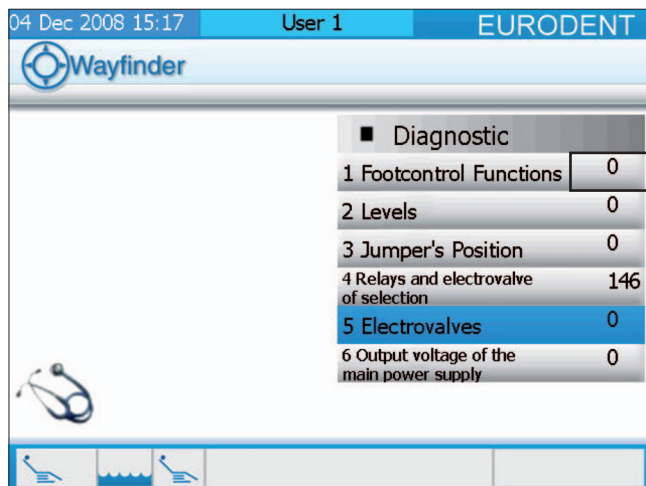 04 Dec 2008 15:17 User 1 EURODENT
Wayfinder
Diagnostic
1 Footcontrol Functions 0
2 Levels 0
3 Jumper's Position 0
4 Relays and electrovalve
of selection 146
5 Electrovalves 0
6 Output voltage of the
main power supply 0